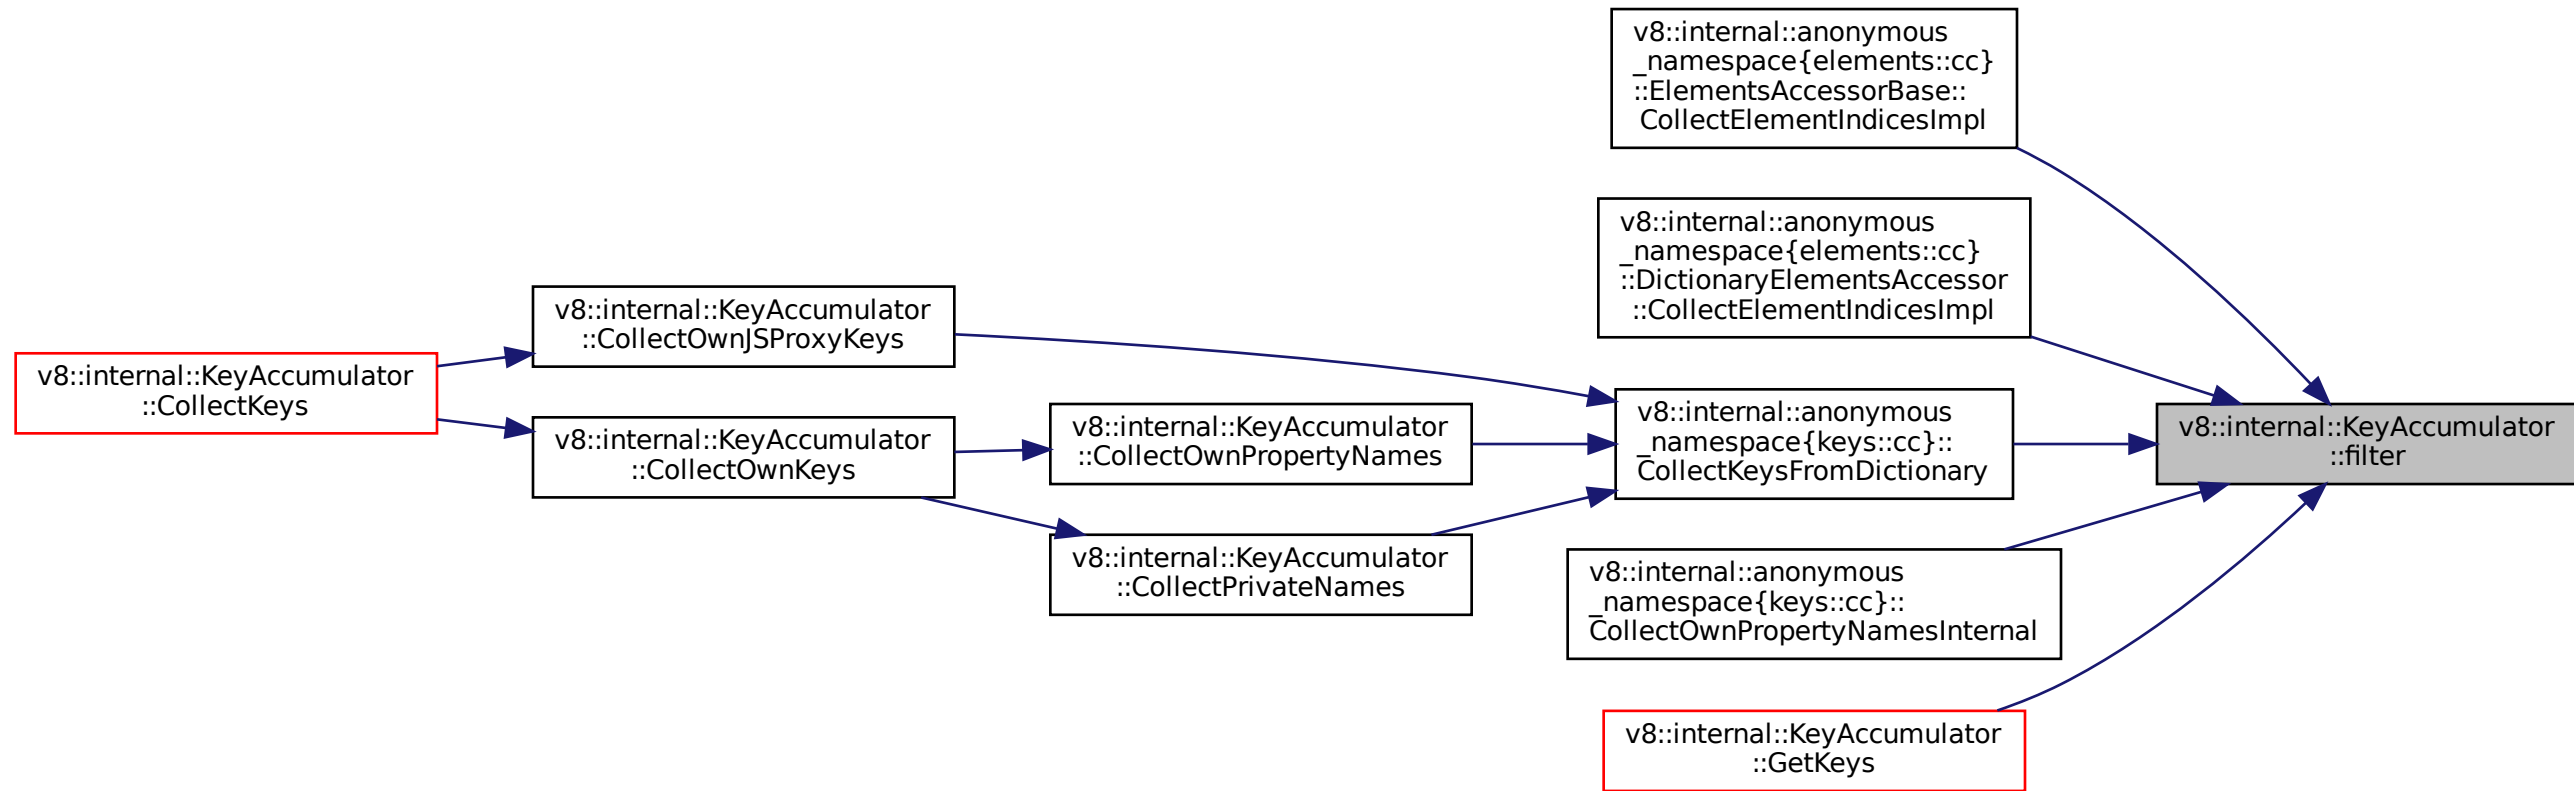 v8::internal::anonymous
_namespace{elements::cc}
::ElementsAccessorBase::
CollectElementIndicesImpl
v8::internal::anonymous
_namespace{elements::cc}
::DictionaryElementsAccessor
::CollectElementIndicesImpl
v8::internal::KeyAccumulator
::CollectOwnJSProxyKeys
v8::internal::KeyAccumulator
::CollectKeys
v8::internal::KeyAccumulator
::CollectOwnKeys
v8::internal::KeyAccumulator
::CollectOwnPropertyNames
v8::internal::anonymous
_namespace{keys::cc}::
CollectKeysFromDictionary
v8::internal::KeyAccumulator
::filter
v8::internal::KeyAccumulator
::CollectPrivateNames
v8::internal::anonymous
_namespace{keys::cc}::
CollectOwnPropertyNamesInternal
v8::internal::KeyAccumulator
::GetKeys